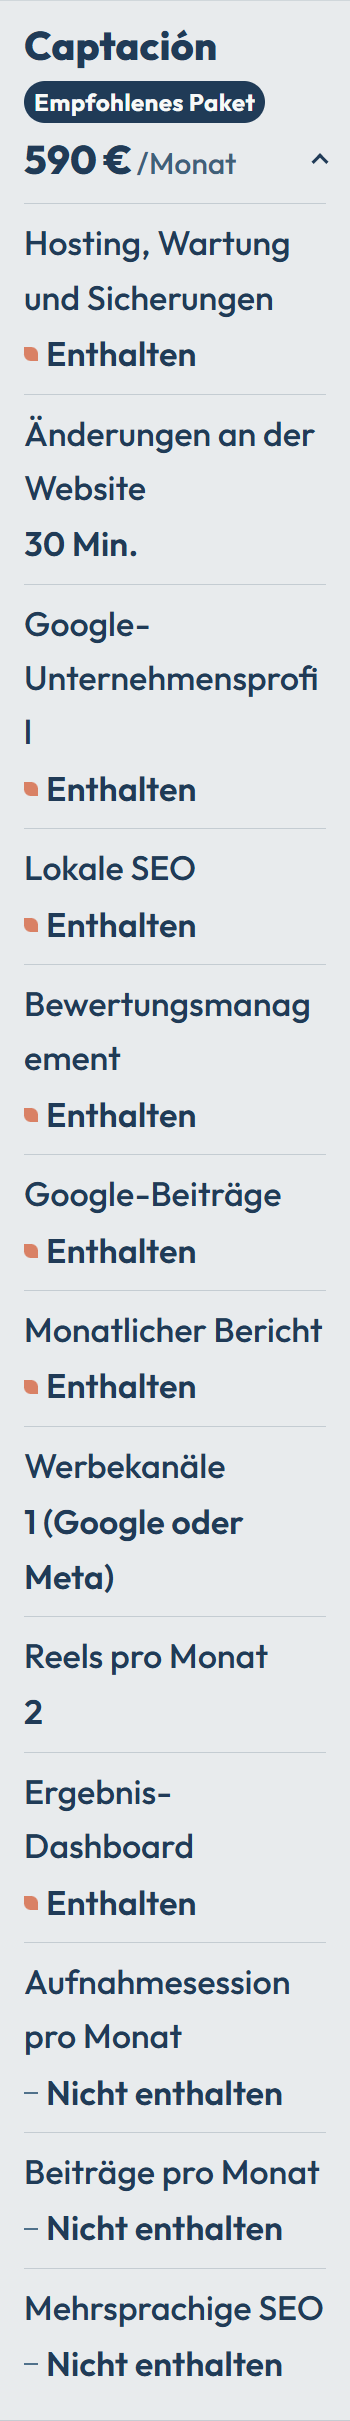 Captación
Empfohlenes Paket
590 € /Monat
Hosting, Wartung
und Sicherungen
Enthalten
Änderungen an der
Website
30 Min.
Google-
Unternehmensprofi
l
Enthalten
Lokale SEO
Enthalten
Bewertungsmanag
ement
Enthalten
Google-Beiträge
Enthalten
Monatlicher Bericht
Enthalten
Werbekanäle
1 (Google oder
Meta)
Reels pro Monat
2
Ergebnis-
Dashboard
Enthalten
Aufnahmesession
pro Monat
– Nicht enthalten
Beiträge pro Monat
– Nicht enthalten
Mehrsprachige SEO
– Nicht enthalten